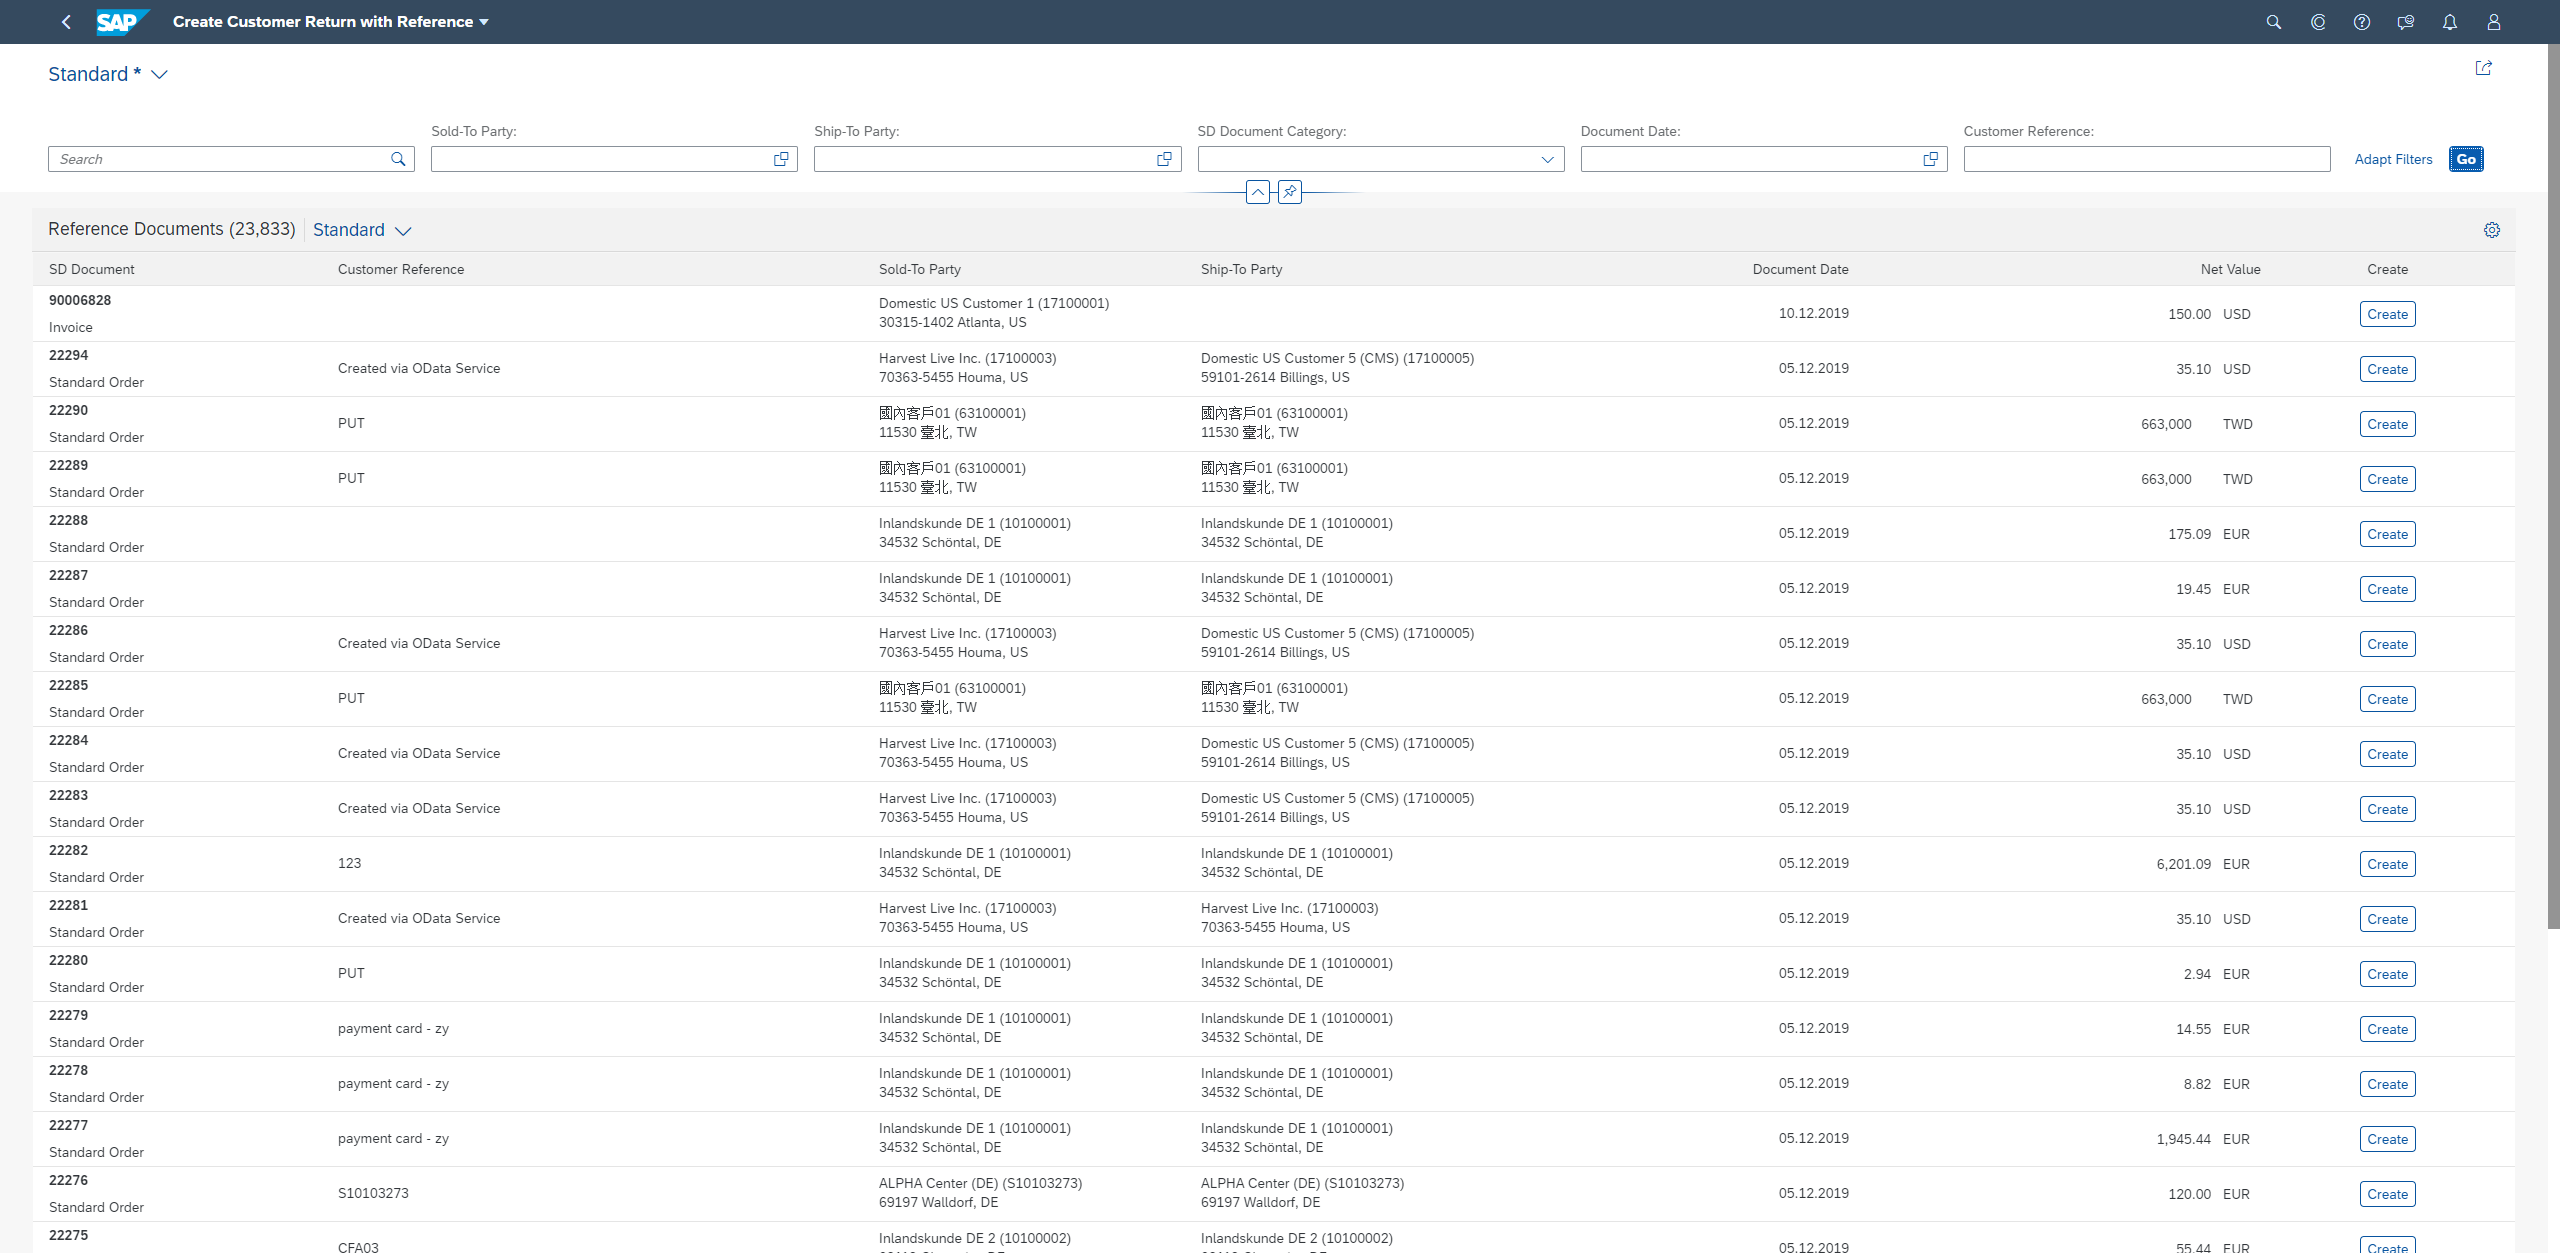 SAP Create Customer Return with Reference
Standard *
Sold-To Party: Ship-To Party: SD Document Category: Document Date: Customer Reference:
Search Adapt Filters Go
Reference Documents (23,833) Standard
SD Document Customer Reference Sold-To Party Ship-To Party Document Date Net Value Create
90006828
Invoice
Domestic US Customer 1 (17100001)
30315-1402 Atlanta, US
10.12.2019 150.00 USD Create
22294
Standard Order
Created via OData Service
Harvest Live Inc. (17100003)
70363-5455 Houma, US
Domestic US Customer 5 (CMS) (17100005)
59101-2614 Billings, US
05.12.2019 35.10 USD Create
22290
Standard Order
PUT
國內客戶01 (63100001)
11530 臺北, TW
國內客戶01 (63100001)
11530 臺北, TW
05.12.2019 663,000 TWD Create
22289
Standard Order
PUT
國內客戶01 (63100001)
11530 臺北, TW
國內客戶01 (63100001)
11530 臺北, TW
05.12.2019 663,000 TWD Create
22288
Standard Order
Inlandskunde DE 1 (10100001)
34532 Schöntal, DE
Inlandskunde DE 1 (10100001)
34532 Schöntal, DE
05.12.2019 175.09 EUR Create
22287
Standard Order
Inlandskunde DE 1 (10100001)
34532 Schöntal, DE
Inlandskunde DE 1 (10100001)
34532 Schöntal, DE
05.12.2019 19.45 EUR Create
22286
Standard Order
Created via OData Service
Harvest Live Inc. (17100003)
70363-5455 Houma, US
Domestic US Customer 5 (CMS) (17100005)
59101-2614 Billings, US
05.12.2019 35.10 USD Create
22285
Standard Order
PUT
國內客戶01 (63100001)
11530 臺北, TW
國內客戶01 (63100001)
11530 臺北, TW
05.12.2019 663,000 TWD Create
22284
Standard Order
Created via OData Service
Harvest Live Inc. (17100003)
70363-5455 Houma, US
Domestic US Customer 5 (CMS) (17100005)
59101-2614 Billings, US
05.12.2019 35.10 USD Create
22283
Standard Order
Created via OData Service
Harvest Live Inc. (17100003)
70363-5455 Houma, US
Domestic US Customer 5 (CMS) (17100005)
59101-2614 Billings, US
05.12.2019 35.10 USD Create
22282
Standard Order
123
Inlandskunde DE 1 (10100001)
34532 Schöntal, DE
Inlandskunde DE 1 (10100001)
34532 Schöntal, DE
05.12.2019 6,201.09 EUR Create
22281
Standard Order
Created via OData Service
Harvest Live Inc. (17100003)
70363-5455 Houma, US
Harvest Live Inc. (17100003)
70363-5455 Houma, US
05.12.2019 35.10 USD Create
22280
Standard Order
PUT
Inlandskunde DE 1 (10100001)
34532 Schöntal, DE
Inlandskunde DE 1 (10100001)
34532 Schöntal, DE
05.12.2019 2.94 EUR Create
22279
Standard Order
payment card - zy
Inlandskunde DE 1 (10100001)
34532 Schöntal, DE
Inlandskunde DE 1 (10100001)
34532 Schöntal, DE
05.12.2019 14.55 EUR Create
22278
Standard Order
payment card - zy
Inlandskunde DE 1 (10100001)
34532 Schöntal, DE
Inlandskunde DE 1 (10100001)
34532 Schöntal, DE
05.12.2019 8.82 EUR Create
22277
Standard Order
payment card - zy
Inlandskunde DE 1 (10100001)
34532 Schöntal, DE
Inlandskunde DE 1 (10100001)
34532 Schöntal, DE
05.12.2019 1,945.44 EUR Create
22276
Standard Order
S10103273
ALPHA Center (DE) (S10103273)
69197 Walldorf, DE
ALPHA Center (DE) (S10103273)
69197 Walldorf, DE
05.12.2019 120.00 EUR Create
22275
CFA03
Inlandskunde DE 2 (10100002)
Inlandskunde DE 2 (10100002)
05.12.2019 55.44 EUR Create